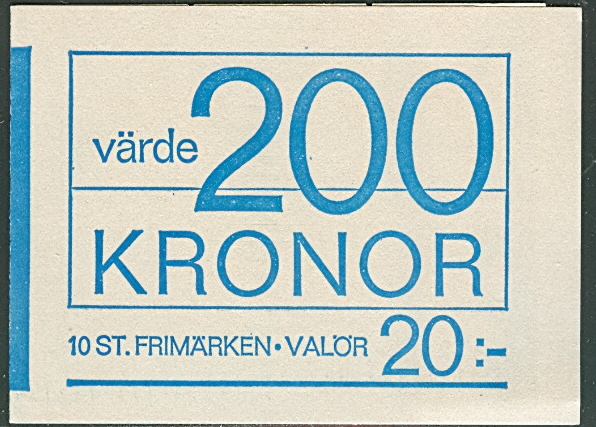 värde 200
KRONOR
10 ST. FRIMÄRKEN • VALÖR 20:-